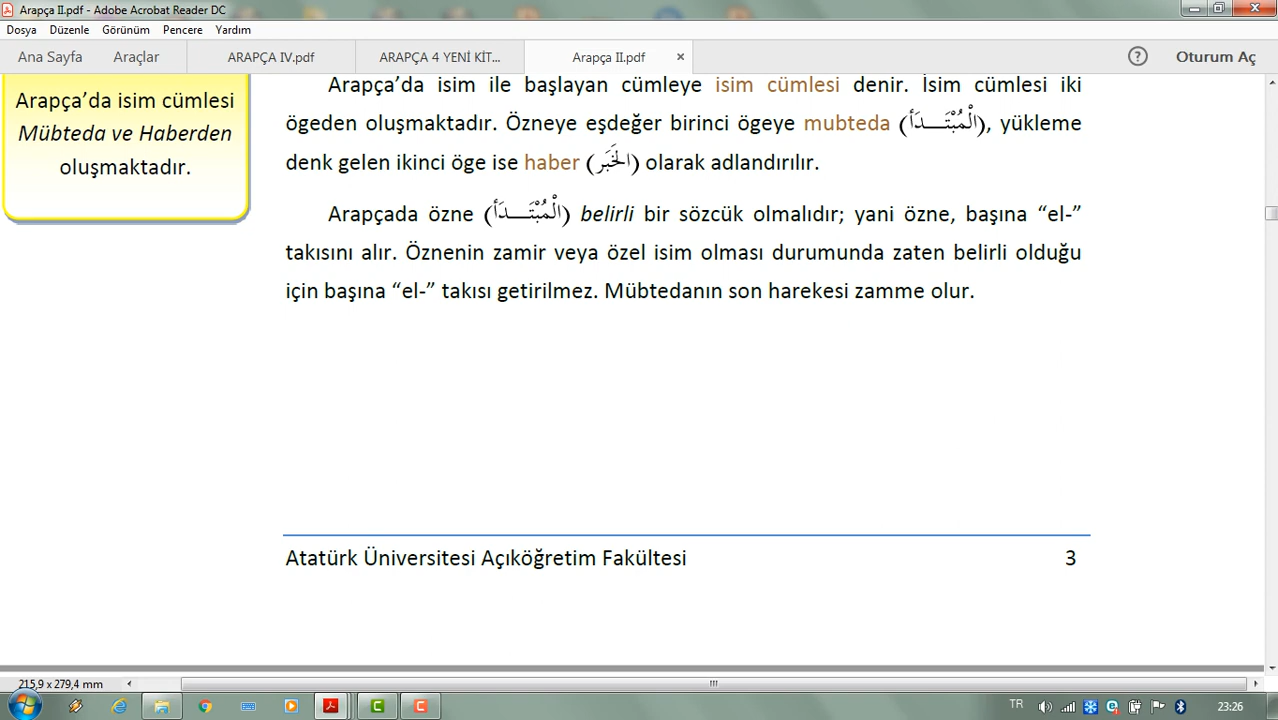 Arapça II.pdf - Adobe Acrobat Reader DC
Dosya Düzenle Görünüm Pencere Yardım
Ana Sayfa Araçlar ARAPÇA IV.pdf ARAPÇA 4 YENİ KİT... Arapça II.pdf × ? Oturum Aç
Arapça’da isim cümlesi
Mübteda ve Haberden
oluşmaktadır.
Arapça’da isim ile başlayan cümleye isim cümlesi denir. İsim cümlesi iki
ögeden oluşmaktadır. Özneye eşdeğer birinci ögeye mubteda (الْمُبْتَـــدَأ), yükleme
denk gelen ikinci öge ise haber (الخَبَر) olarak adlandırılır.
Arapçada özne (الْمُبْتَـــدَأ) belirli bir sözcük olmalıdır; yani özne, başına “el-”
takısını alır. Öznenin zamir veya özel isim olması durumunda zaten belirli olduğu
için başına “el-” takısı getirilmez. Mübtedanın son harekesi zamme olur.
Atatürk Üniversitesi Açıköğretim Fakültesi 3
215,9 x 279,4 mm
TR 23:26